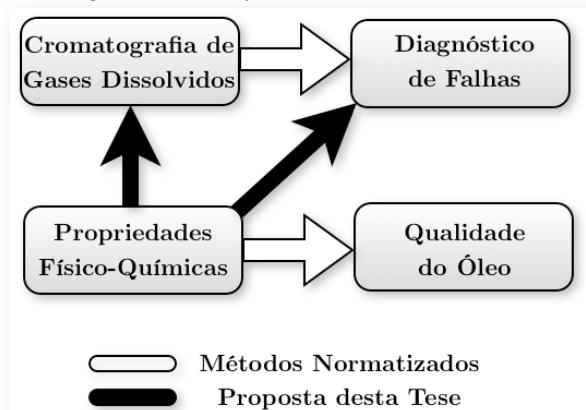 Cromatografia de
Gases Dissolvidos
Diagnóstico
de Falhas
Propriedades
Físico-Químicas
Qualidade
do Óleo
Métodos Normatizados
Proposta desta Tese